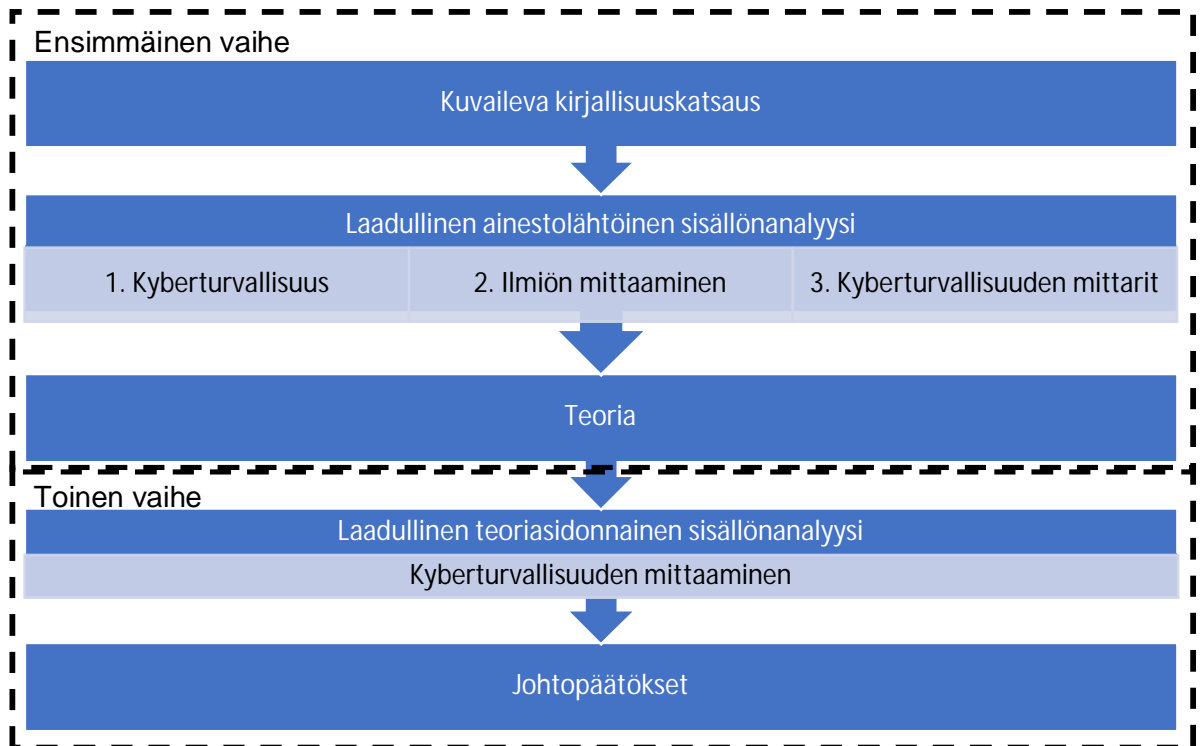 Ensimmäinen vaihe
Kuvaileva kirjallisuuskatsaus
Laadullinen ainestolähtöinen sisällönanalyysi
1. Kyberturvallisuus
2. Ilmiön mittaaminen
3. Kyberturvallisuuden mittarit
Teoria
Toinen vaihe
Laadullinen teoriasidonnainen sisällönanalyysi
Kyberturvallisuuden mittaaminen
Johtopäätökset